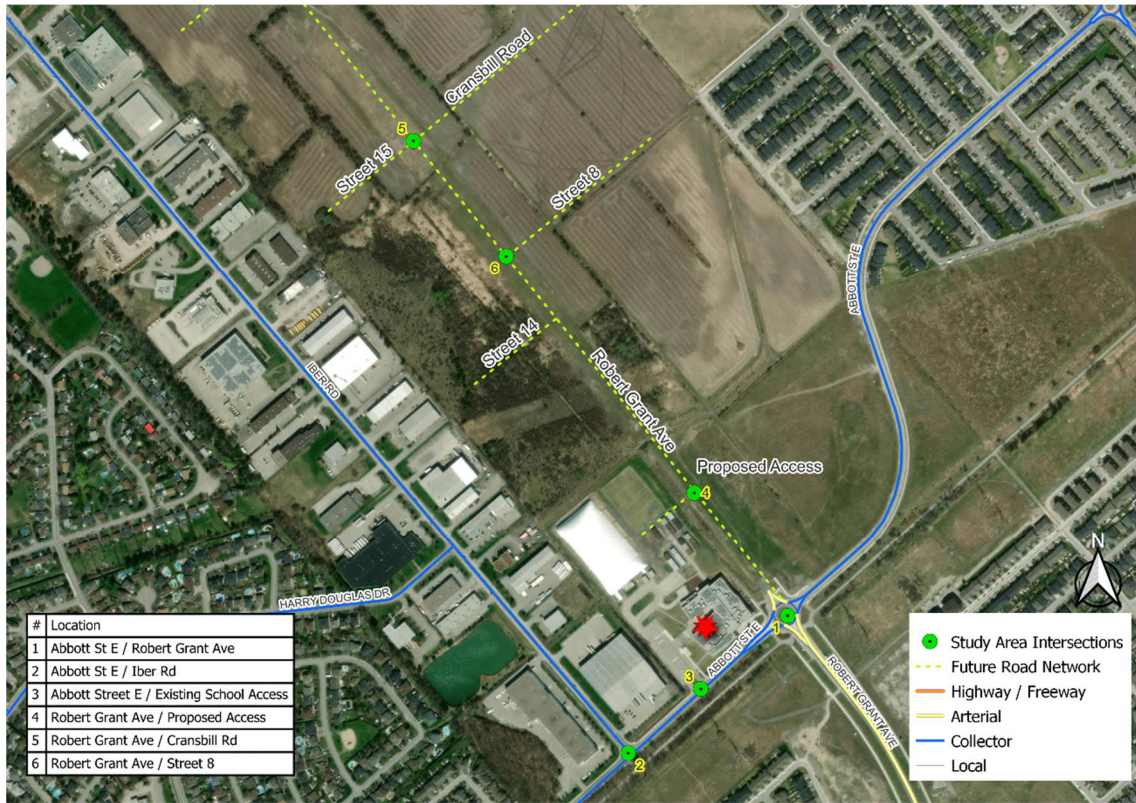 Cransbill Road
5
Street 15
Street 8
6
Street 14
ABBOTT ST E
IBER RD
Robert Grant Ave
Proposed Access
4
N
HARRY DOUGLAS DR
1
ABBOTT ST E
3
ROBERT GRANT AVE
2
# Location
1 Abbott St E / Robert Grant Ave
2 Abbott St E / Iber Rd
3 Abbott Street E / Existing School Access
4 Robert Grant Ave / Proposed Access
5 Robert Grant Ave / Cransbill Rd
6 Robert Grant Ave / Street 8
Study Area Intersections
Future Road Network
Highway / Freeway
Arterial
Collector
Local